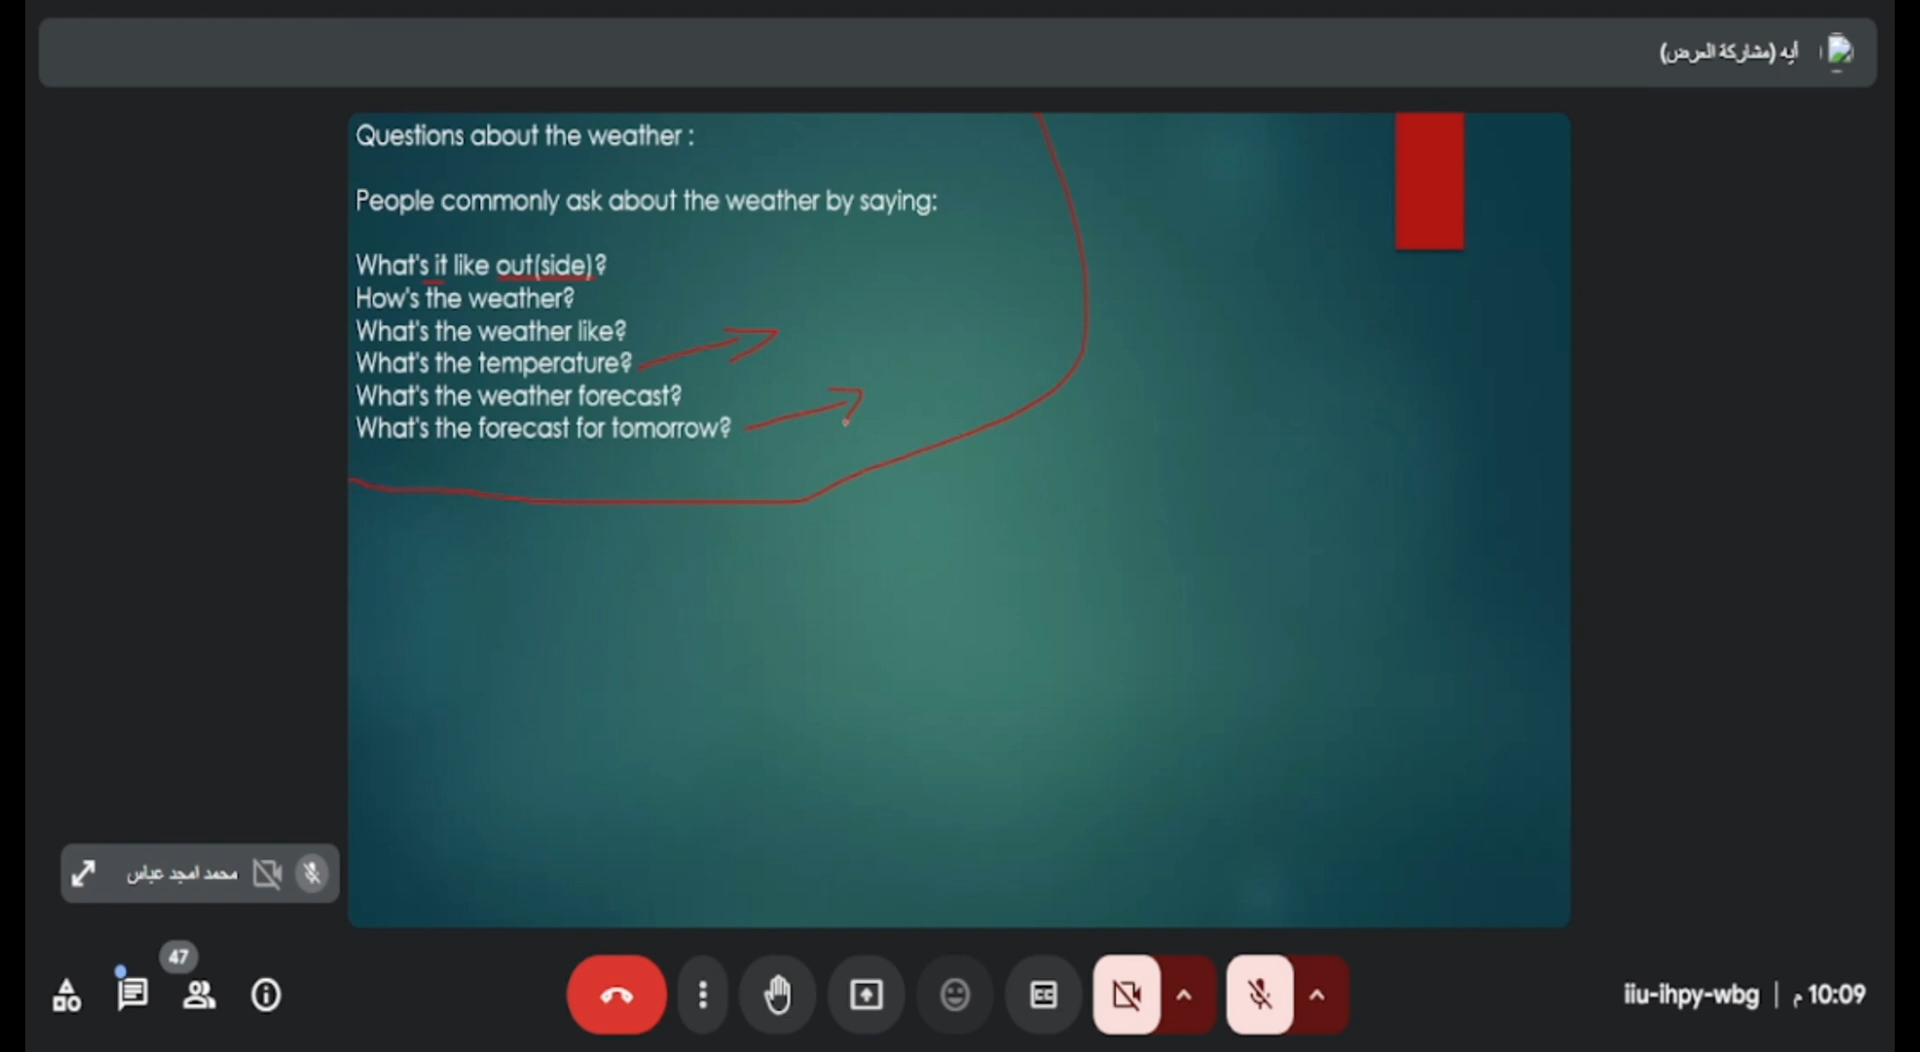 أيه (مشاركة العرض)
Questions about the weather :
People commonly ask about the weather by saying:
What's it like out(side)?
How's the weather?
What's the weather like?
What's the temperature?
What's the weather forecast?
What's the forecast for tomorrow?
محمد امجد عباس
47
CC
iiu-ihpy-wbg | 10:09 م